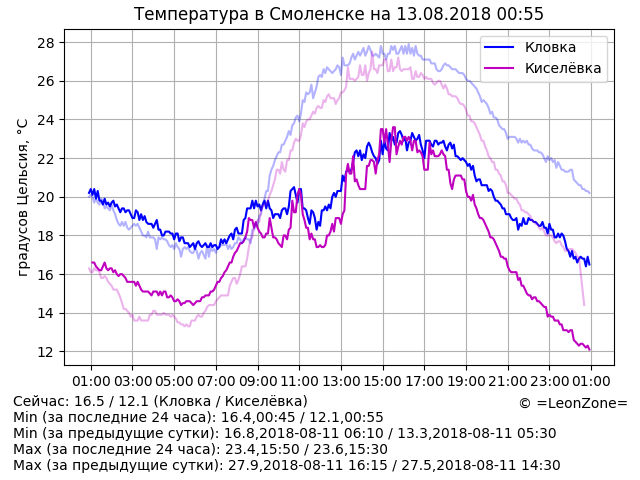 Температура в Смоленске на 13.08.2018 00:55
градусов Цельсия, °C
28
26
24
22
20
18
16
14
12
Кловка
Киселёвка
01:00 03:00 05:00 07:00 09:00 11:00 13:00 15:00 17:00 19:00 21:00 23:00 01:00
Сейчас: 16.5 / 12.1 (Кловка / Киселёвка)
© =LeonZone=
Min (за последние 24 часа): 16.4,00:45 / 12.1,00:55
Min (за предыдущие сутки): 16.8,2018-08-11 06:10 / 13.3,2018-08-11 05:30
Max (за последние 24 часа): 23.4,15:50 / 23.6,15:30
Max (за предыдущие сутки): 27.9,2018-08-11 16:15 / 27.5,2018-08-11 14:30